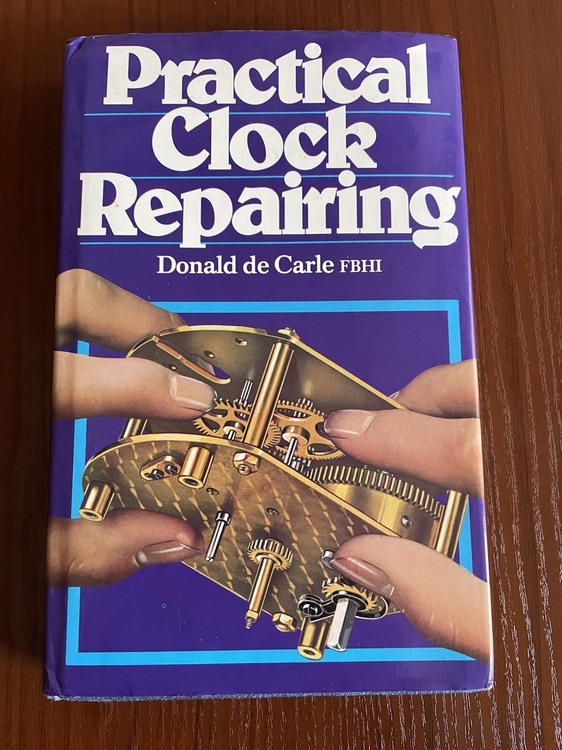 Practical
Clock
Repairing
Donald de Carle FBHI